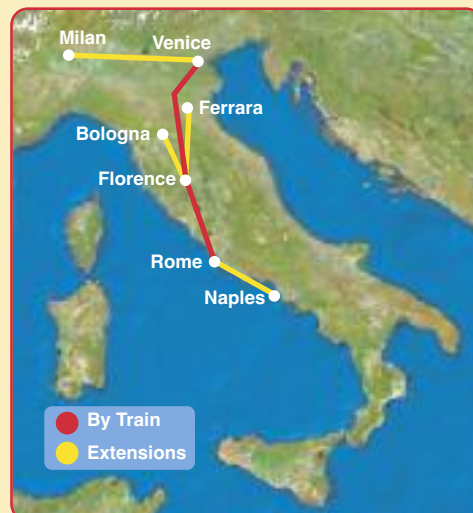 Milan
Venice
Ferrara
Bologna
Florence
Rome
Naples
By Train
Extensions